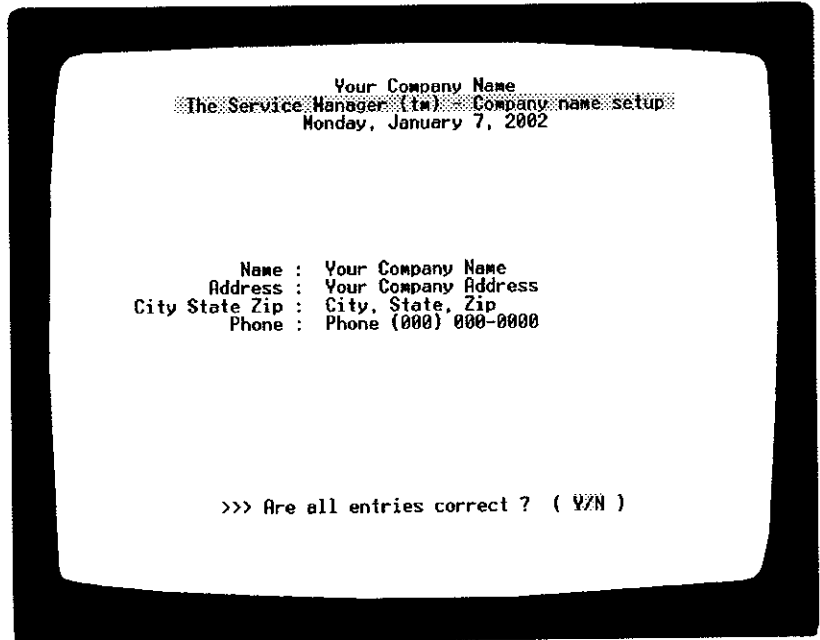 Your Company Name
The Service Manager (tm) - Company name setup
Monday, January 7, 2002
Name : Your Company Name
Address : Your Company Address
City State Zip : City, State, Zip
Phone : Phone (000) 000-0000
>>> Are all entries correct ? ( Y/N )